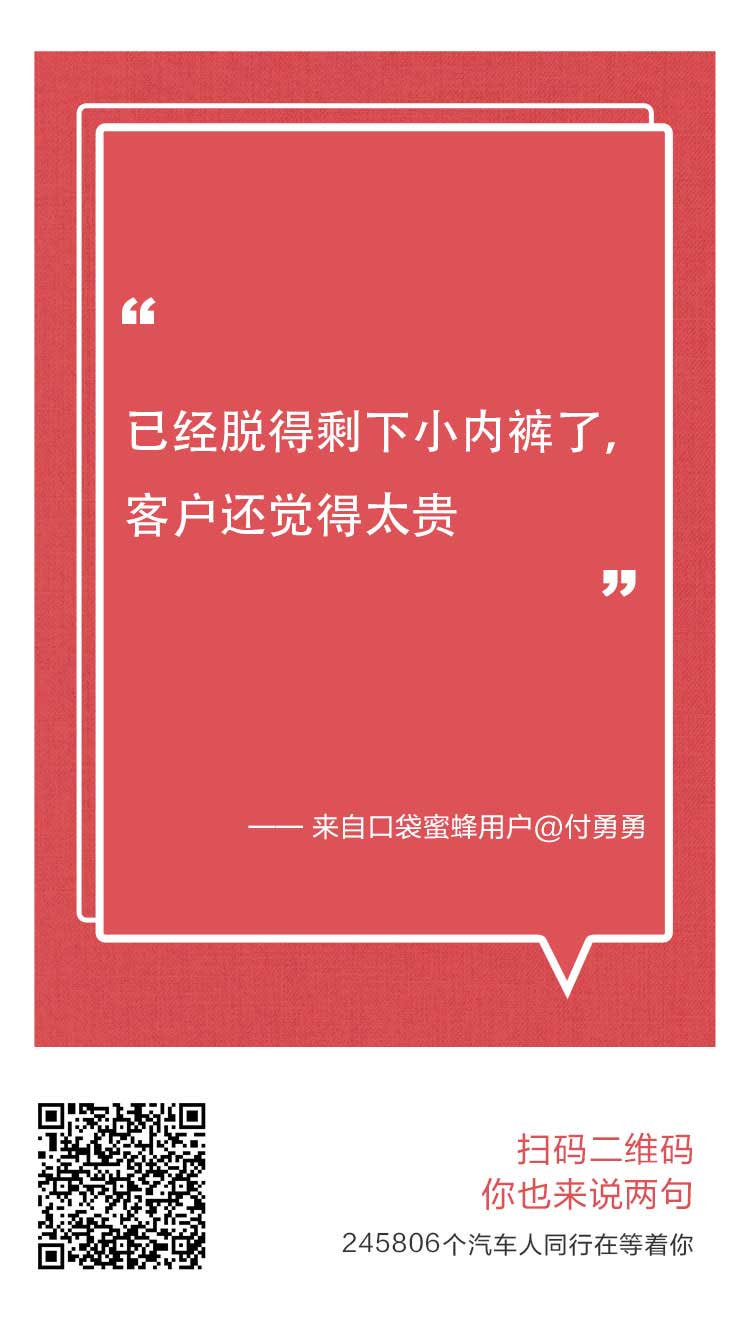 “
已经脱得剩下小内裤了,
客户还觉得太贵
”
—— 来自口袋蜜蜂用户@付勇勇
扫码二维码
你也来说两句
245806个汽车人同行在等着你